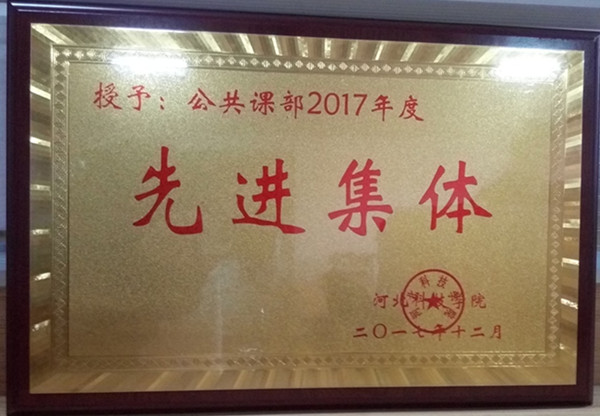 授予：公共课部2017年度
先进集体
河北科技学院
二〇一七年十二月